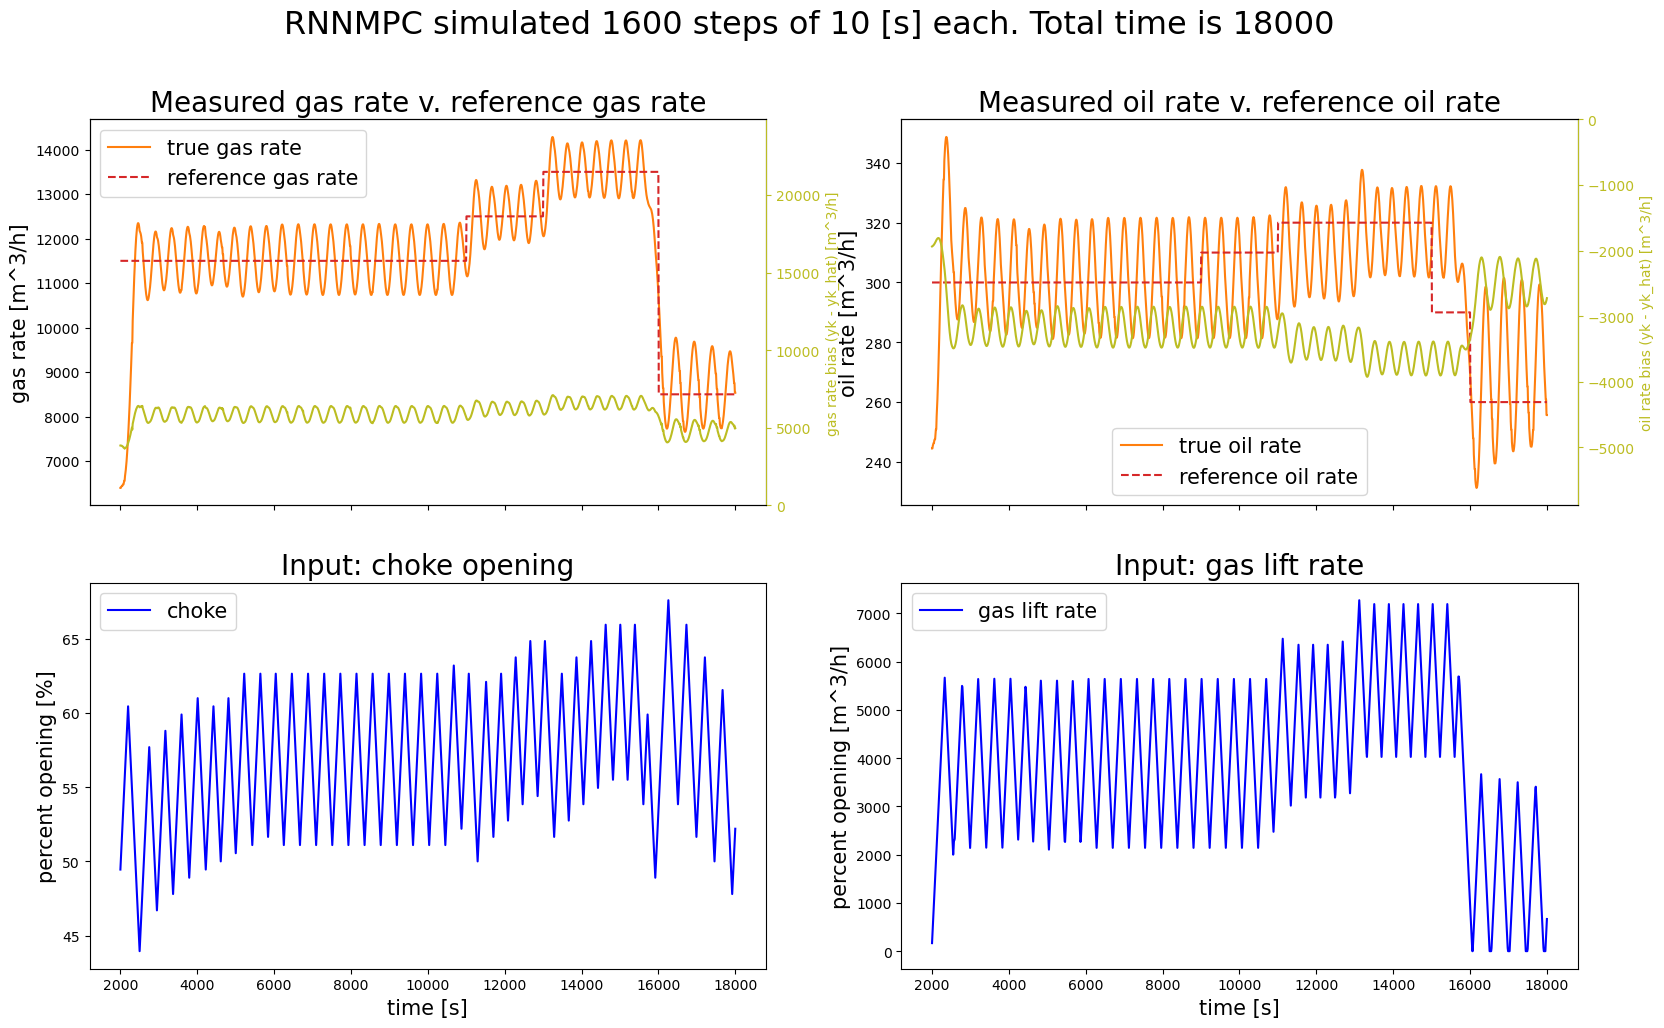 RNNMPC simulated 1600 steps of 10 [s] each. Total time is 18000
Measured gas rate v. reference gas rate
true gas rate
reference gas rate
gas rate [m^3/h]
14000
13000
12000
11000
10000
9000
8000
7000
20000
15000
10000
5000
0
gas rate bias (yk - yk_hat) [m^3/h]
Measured oil rate v. reference oil rate
true oil rate
reference oil rate
oil rate [m^3/h]
340
320
300
280
260
240
0
−1000
−2000
−3000
−4000
−5000
oil rate bias (yk - yk_hat) [m^3/h]
Input: choke opening
choke
percent opening [%]
65
60
55
50
45
2000 4000 6000 8000 10000 12000 14000 16000 18000
time [s]
Input: gas lift rate
gas lift rate
percent opening [m^3/h]
7000
6000
5000
4000
3000
2000
1000
0
2000 4000 6000 8000 10000 12000 14000 16000 18000
time [s]